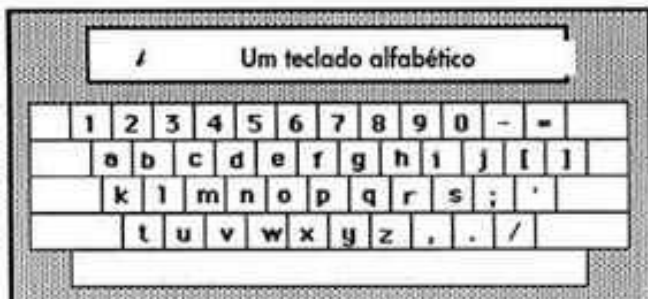 i Um teclado alfabético
1 2 3 4 5 6 7 8 9 0 - =
a b c d e f g h i j [ ]
k l m n o p q r s ; '
t u v w x y z , . /